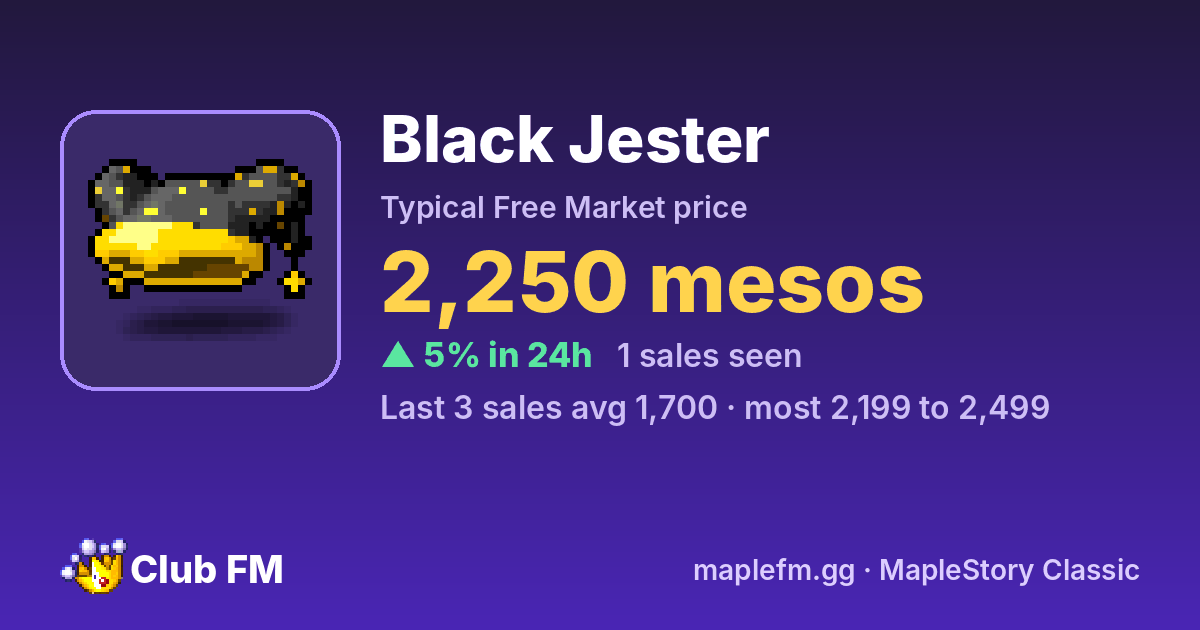 Black Jester
Typical Free Market price
2,250 mesos
▲ 5% in 24h 1 sales seen
Last 3 sales avg 1,700 · most 2,199 to 2,499
Club FM
maplefm.gg · MapleStory Classic